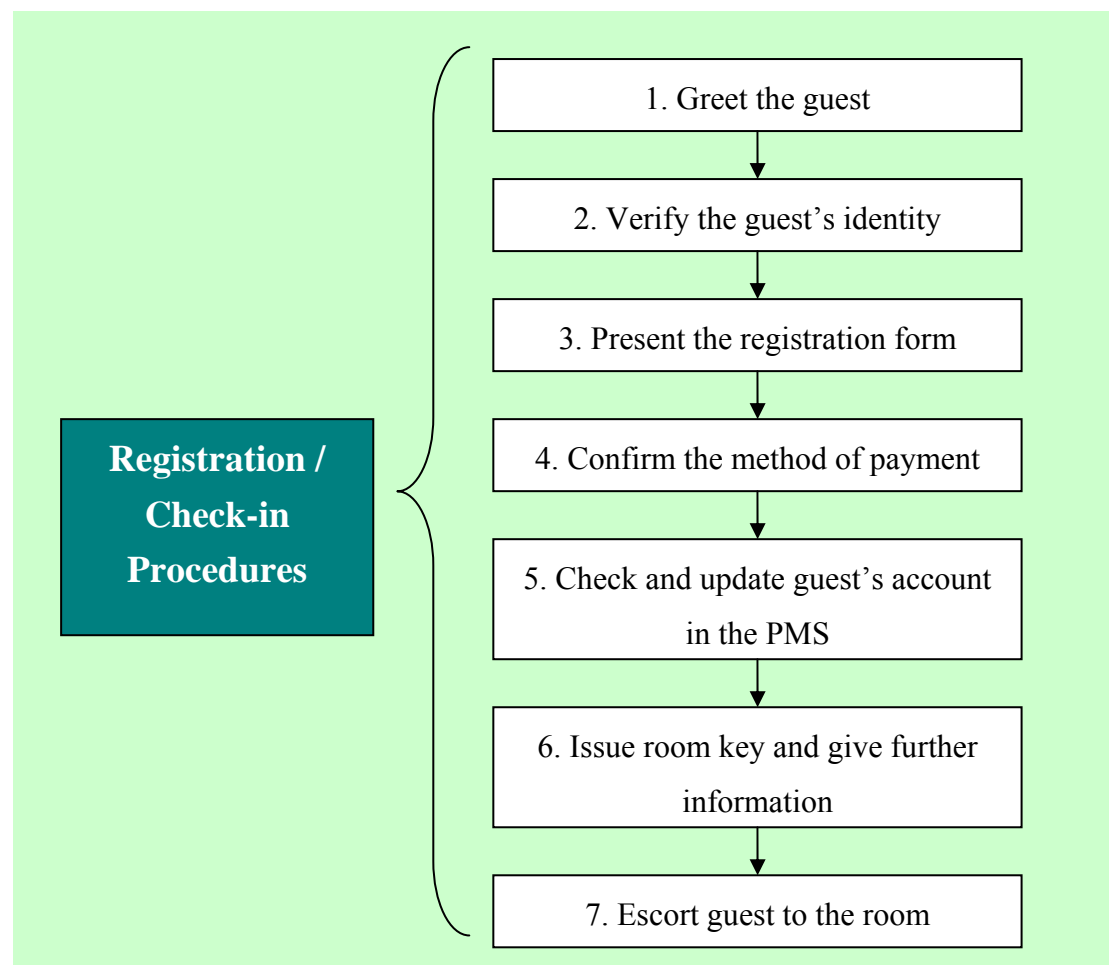 Registration /
Check-in
Procedures
1. Greet the guest
2. Verify the guest’s identity
3. Present the registration form
4. Confirm the method of payment
5. Check and update guest’s account
in the PMS
6. Issue room key and give further
information
7. Escort guest to the room